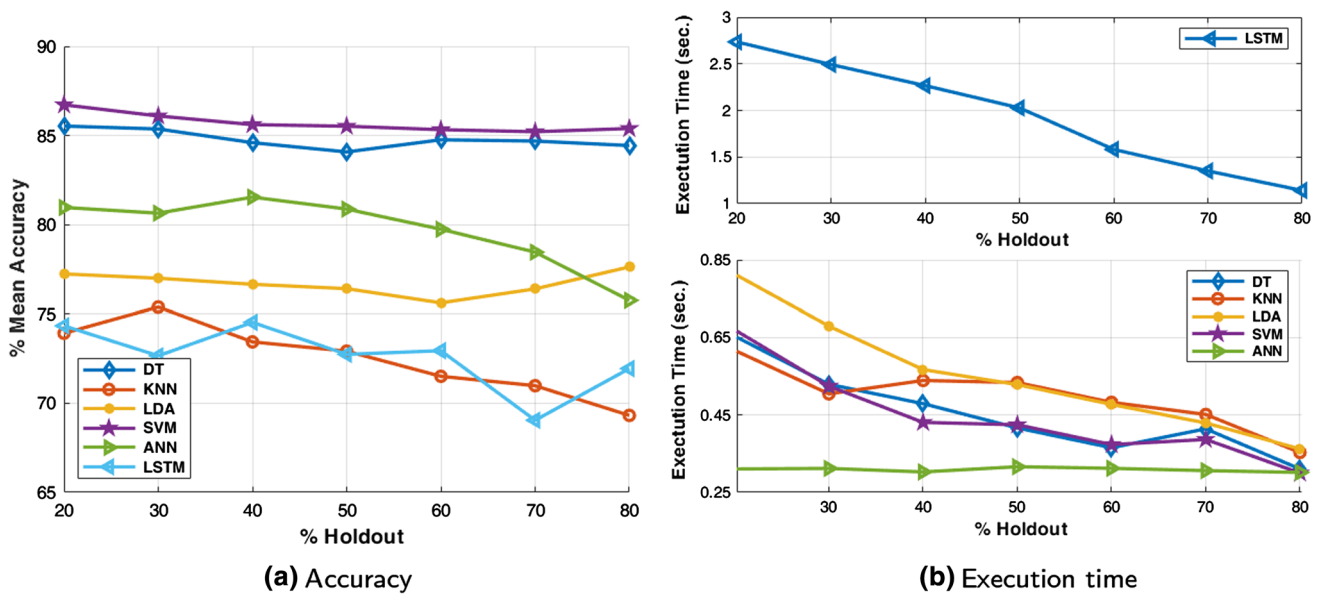 90
85
80
75
70
65
% Mean Accuracy
DT
KNN
LDA
SVM
ANN
LSTM
20 30 40 50 60 70 80
% Holdout
(a) Accuracy
3
2.5
2
1.5
1
Exectution Time (sec.)
LSTM
20 30 40 50 60 70 80
% Holdout
0.85
0.65
0.45
0.25
Exectution Time (sec.)
DT
KNN
LDA
SVM
ANN
30 40 50 60 70 80
% Holdout
(b) Execution time